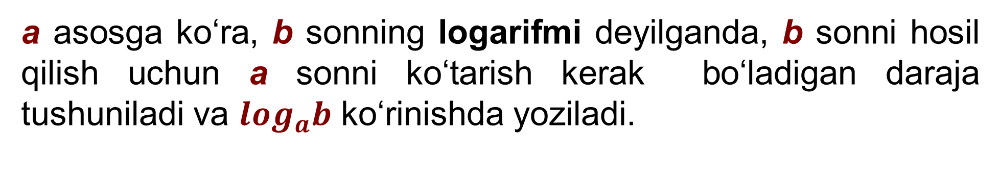 a asosga ko‘ra, b sonning logarifmi deyilganda, b sonni hosil
qilish uchun a sonni ko‘tarish kerak bo‘ladigan daraja
tushuniladi va logₐb ko‘rinishda yoziladi.